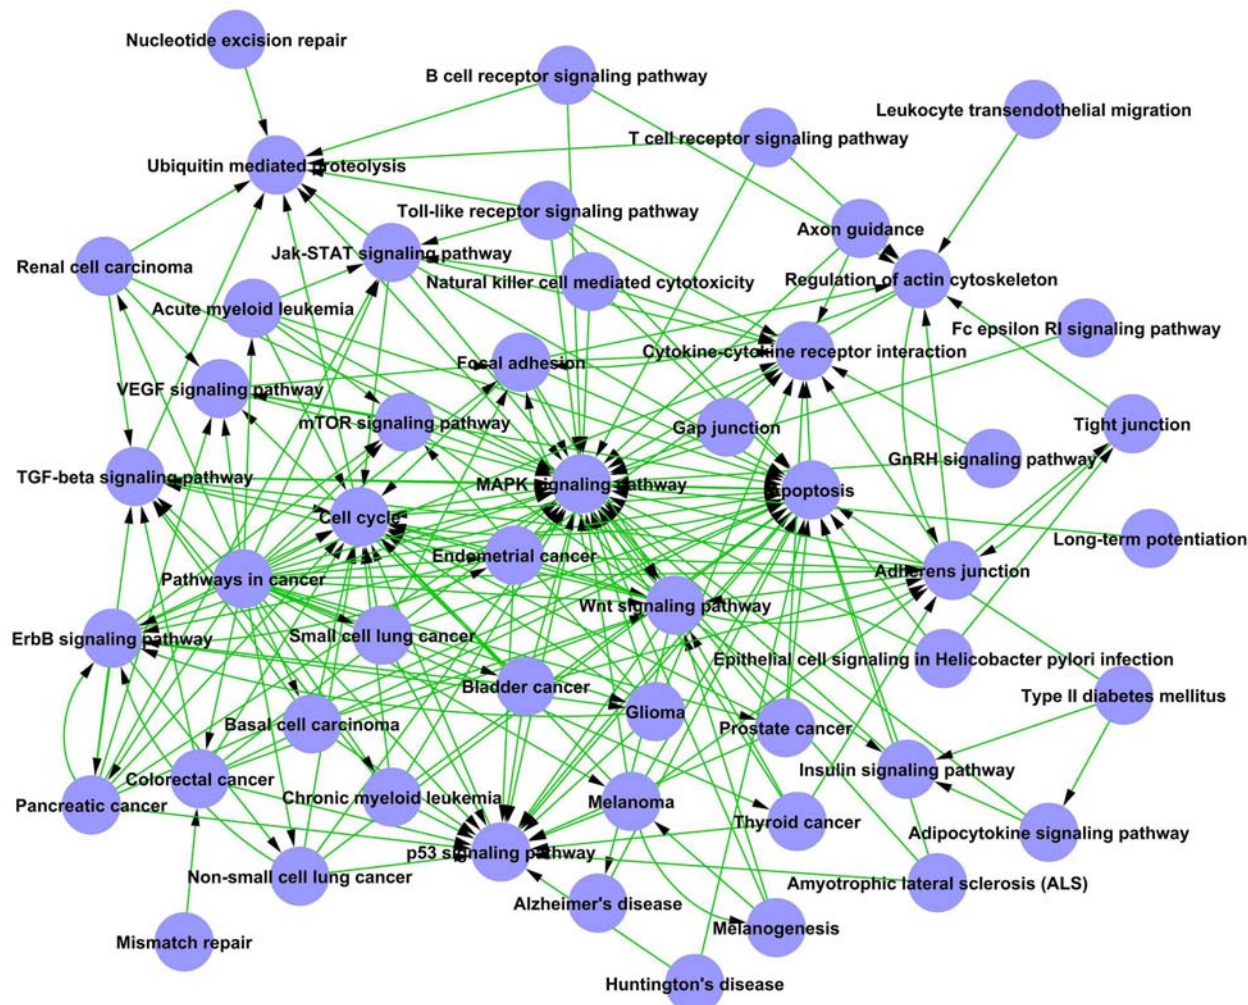 Nucleotide excision repair
B cell receptor signaling pathway
Leukocyte transendothelial migration
T cell receptor signaling pathway
Ubiquitin mediated proteolysis
Toll-like receptor signaling pathway
Axon guidance
Jak-STAT signaling pathway
Renal cell carcinoma
Natural killer cell mediated cytotoxicity
Regulation of actin cytoskeleton
Acute myeloid leukemia
Fc epsilon RI signaling pathway
Focal adhesion
Cytokine-cytokine receptor interaction
VEGF signaling pathway
mTOR signaling pathway
Gap junction
Tight junction
GnRH signaling pathway
TGF-beta signaling pathway
MAPK signaling pathway
Apoptosis
Cell cycle
Long-term potentiation
Endometrial cancer
Adherens junction
Pathways in cancer
Wnt signaling pathway
ErbB signaling pathway
Small cell lung cancer
Epithelial cell signaling in Helicobacter pylori infection
Bladder cancer
Type II diabetes mellitus
Glioma
Basal cell carcinoma
Prostate cancer
Insulin signaling pathway
Colorectal cancer
Chronic myeloid leukemia
Melanoma
Pancreatic cancer
Thyroid cancer
Adipocytokine signaling pathway
p53 signaling pathway
Non-small cell lung cancer
Amyotrophic lateral sclerosis (ALS)
Alzheimer's disease
Melanogenesis
Mismatch repair
Huntington's disease